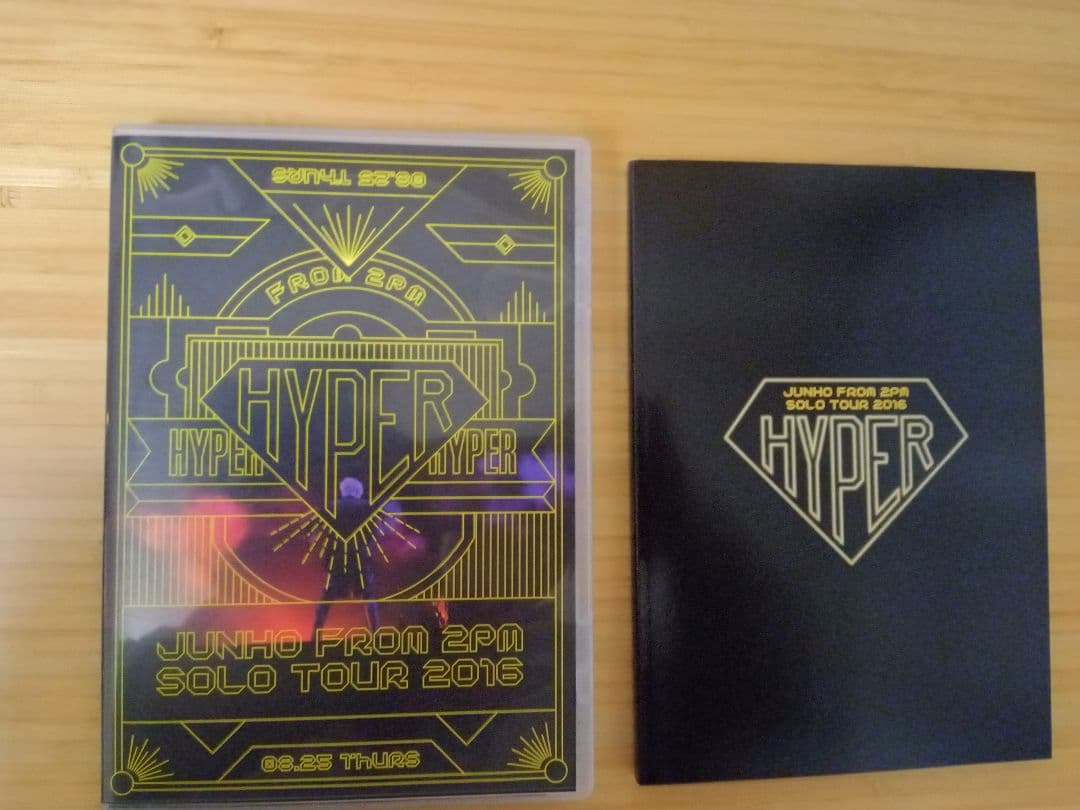 08.25 THURS
FROM 2PM
HYPER
HYPER
HYPER
JUNHO FROM 2PM
SOLO TOUR 2016
08.25 THURS
JUNHO FROM 2PM
SOLO TOUR 2016
HYPER